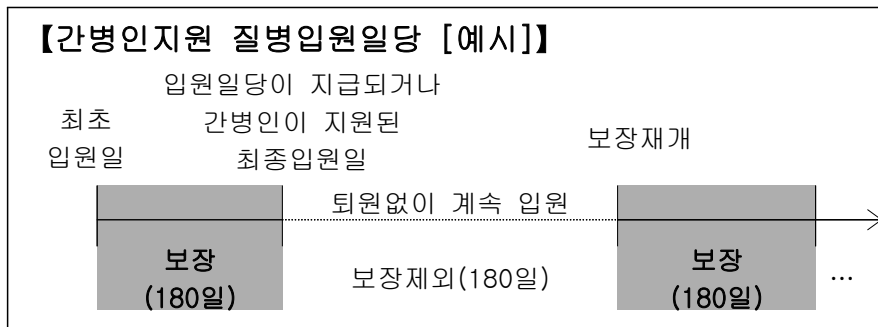 【간병인지원 질병입원일당 [예시]】
입원일당이 지급되거나
최초
간병인이 지원된
보장재개
입원일
최종입원일
퇴원없이 계속 입원
보장
(180일)
보장제외(180일)
보장
(180일)
…